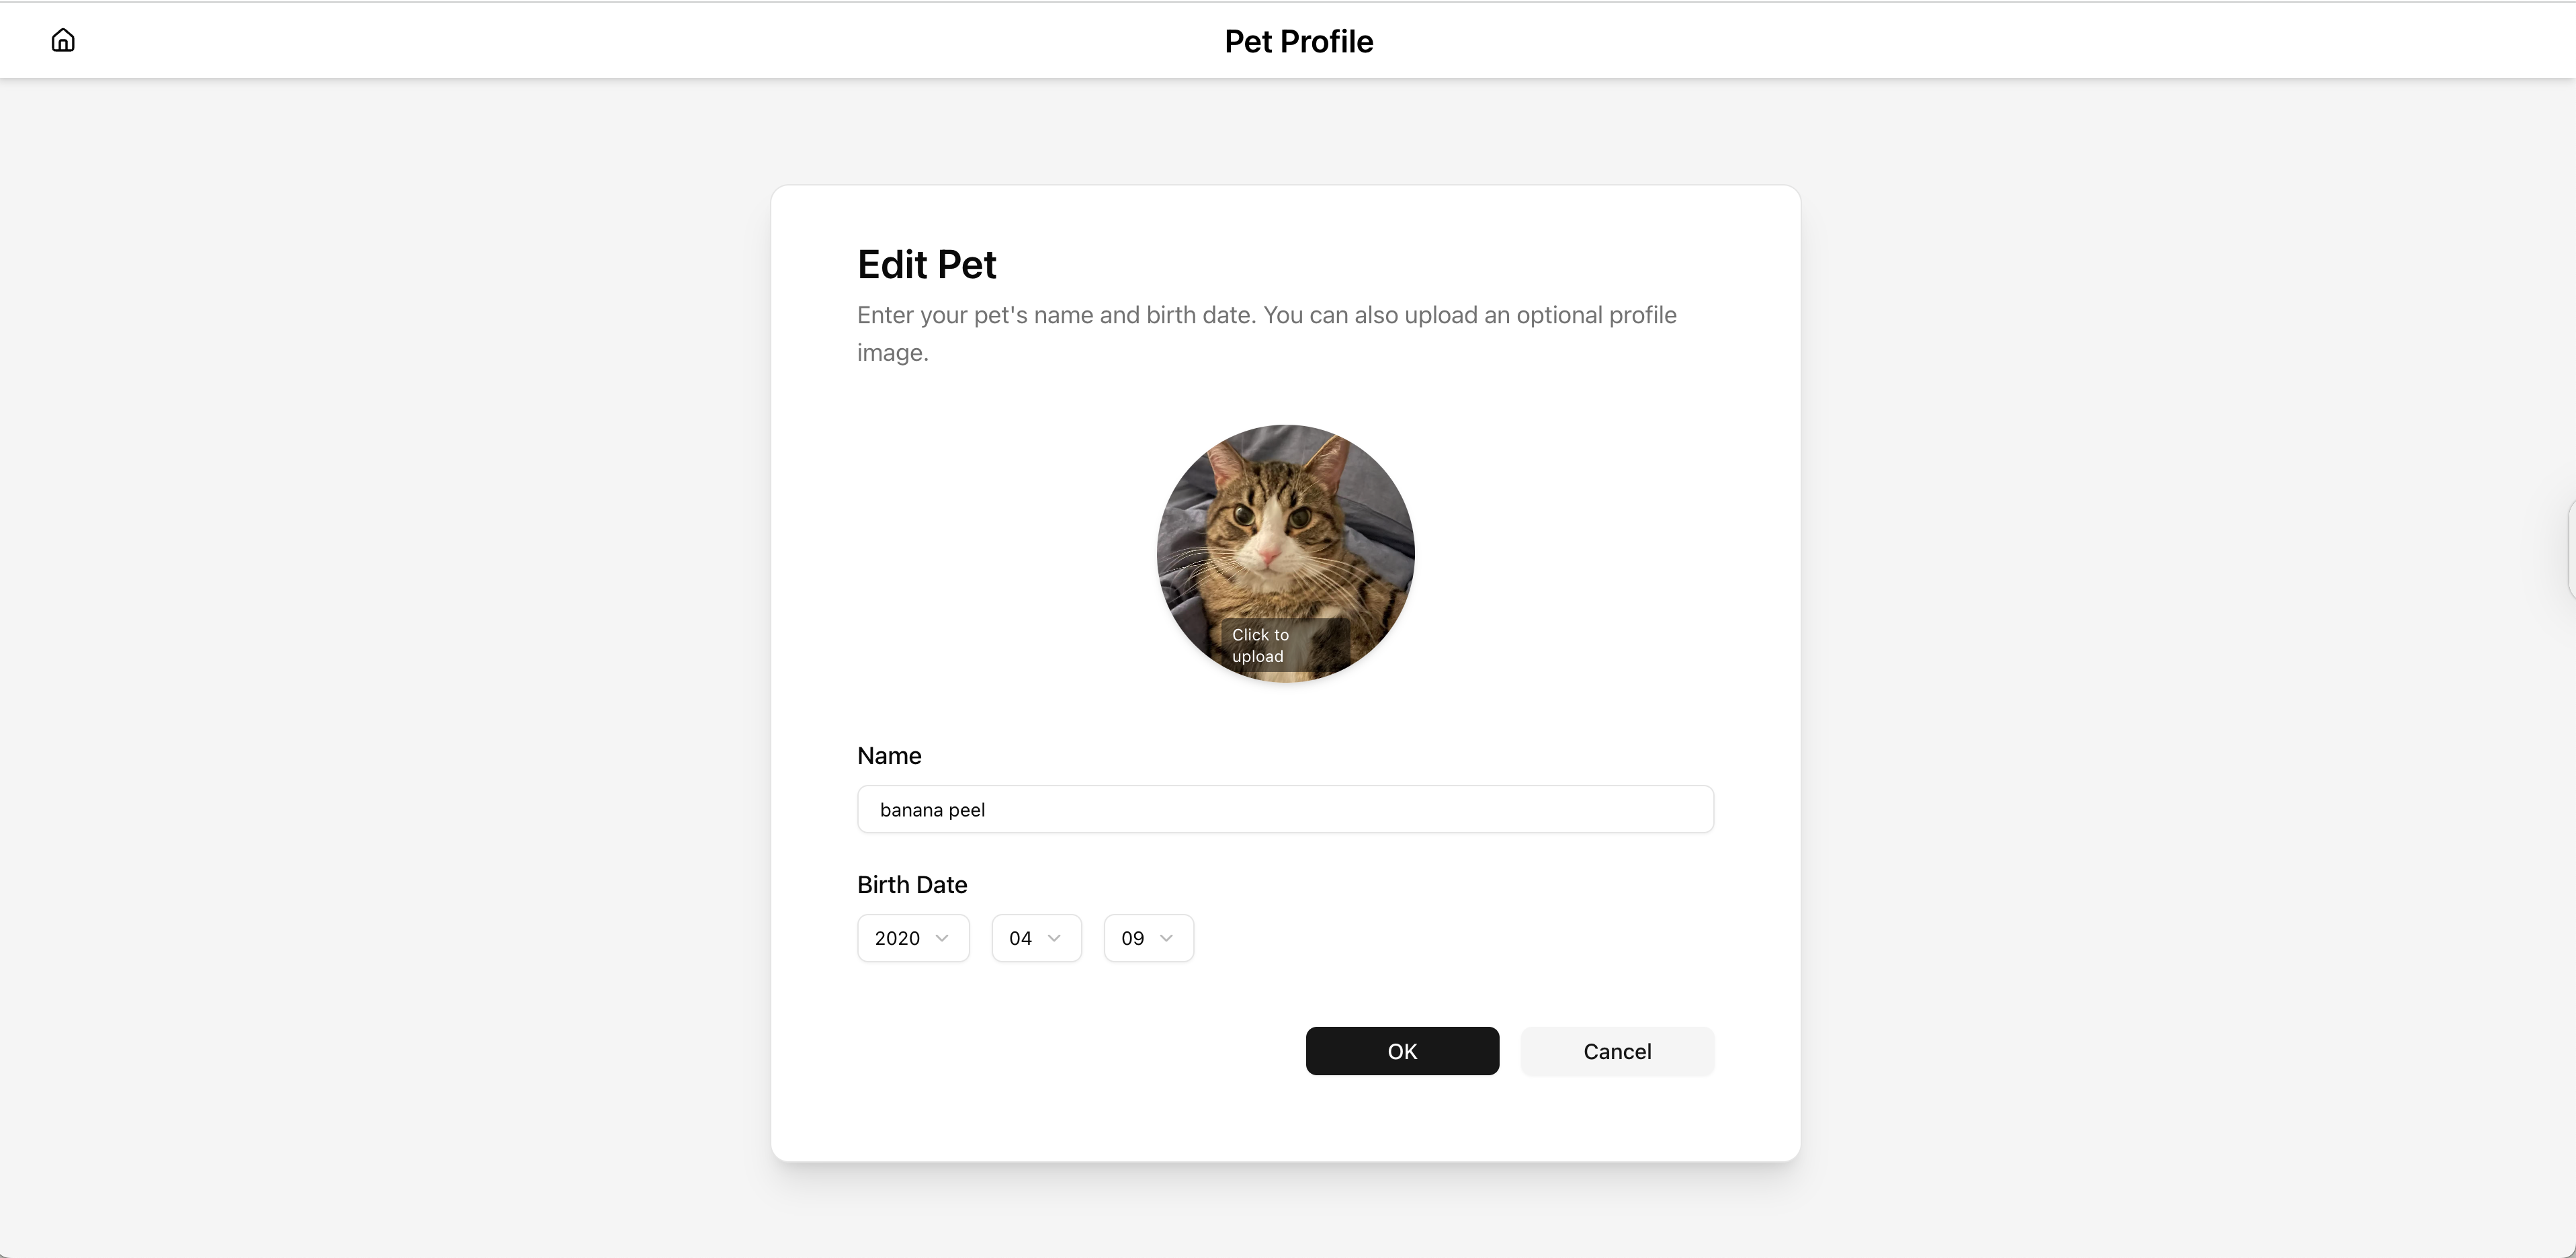 Pet Profile
Edit Pet
Enter your pet's name and birth date. You can also upload an optional profile
image.
Click to
upload
Name
banana peel
Birth Date
2020 04 09
OK Cancel